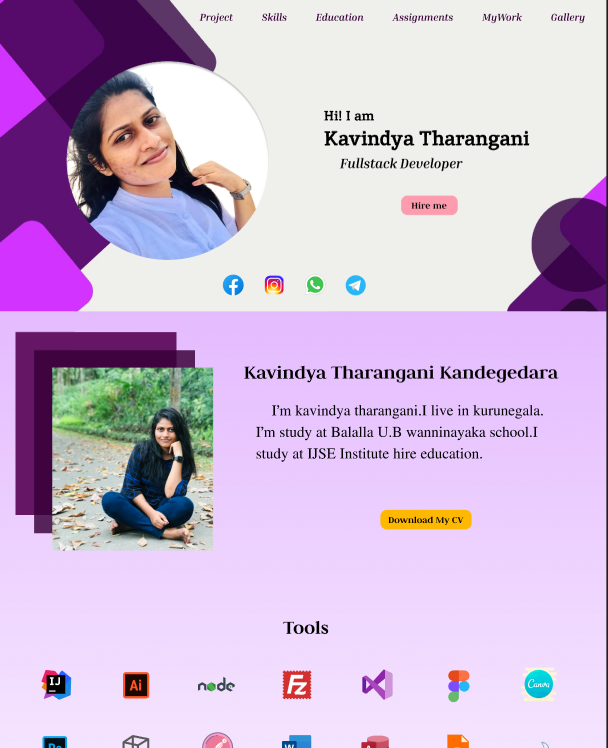 Project Skills Education Assignments MyWork Gallery
Hi! I am
Kavindya Tharangani
Fullstack Developer
Hire me
Kavindya Tharangani Kandegedara
I'm kavindya tharangani.I live in kurunegala.
I'm study at Balalla U.B wanninayaka school.I
study at IJSE Institute hire education.
Download My CV
Tools
IJ
Ai
node
FZ
Canva
W
A